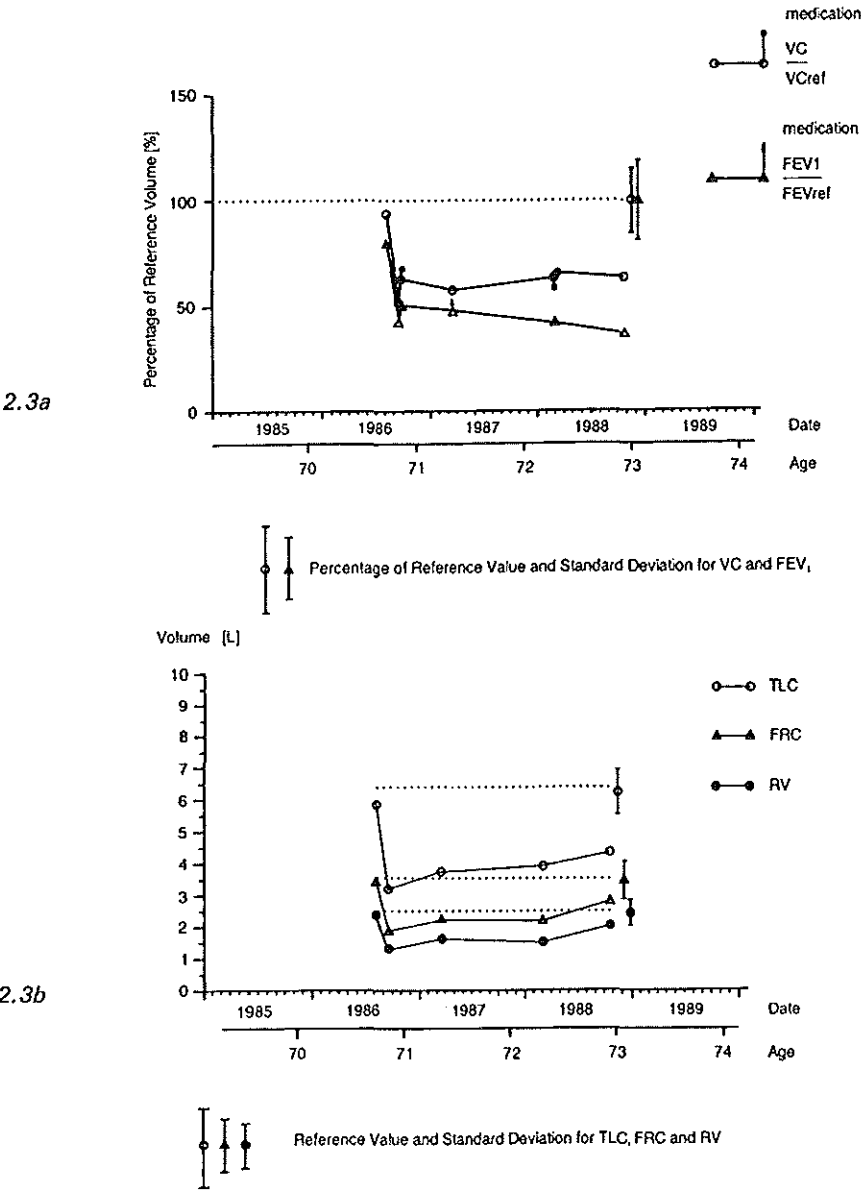 medication
VC
VCref
medication
FEV1
FEVref
Percentage of Reference Volume [%]
150
100
50
0
1985 1986 1987 1988 1989 Date
70 71 72 73 74 Age
2.3a
Percentage of Reference Value and Standard Deviation for VC and FEV₁
Volume [L]
10
9
8
7
6
5
4
3
2
1
0
TLC
FRC
RV
1985 1986 1987 1988 1989 Date
70 71 72 73 74 Age
2.3b
Reference Value and Standard Deviation for TLC, FRC and RV